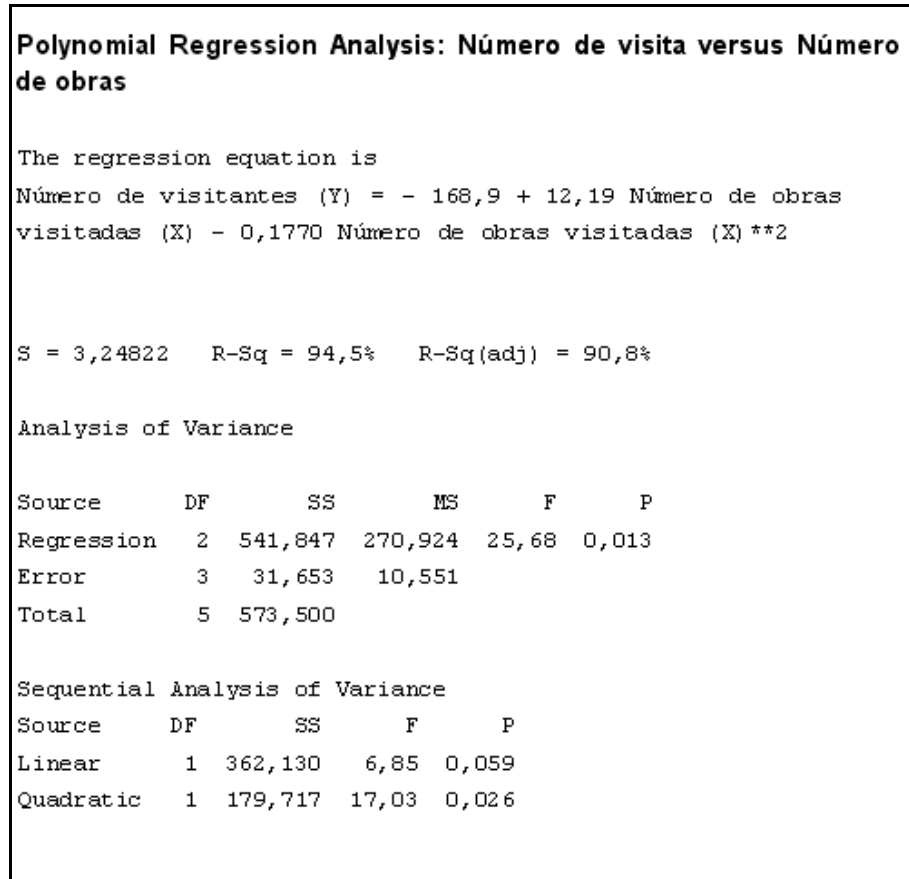 Polynomial Regression Analysis: Número de visita versus Número
de obras
The regression equation is
Número de visitantes (Y) = - 168,9 + 12,19 Número de obras
visitadas (X) - 0,1770 Número de obras visitadas (X)**2
S = 3,24822 R-Sq = 94,5% R-Sq(adj) = 90,8%
Analysis of Variance
Source DF SS MS F P
Regression 2 541,847 270,924 25,68 0,013
Error 3 31,653 10,551
Total 5 573,500
Sequential Analysis of Variance
Source DF SS F P
Linear 1 362,130 6,85 0,059
Quadratic 1 179,717 17,03 0,026